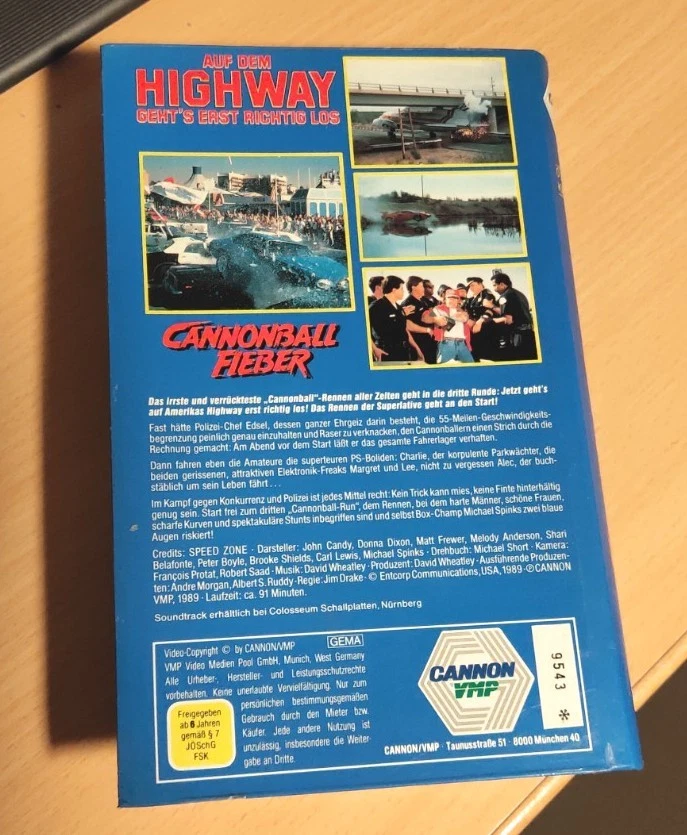 AUF DEM
HIGHWAY
GEHT'S ERST RICHTIG LOS
CANNONBALL
FIEBER
Das irrste und verrückteste „Cannonball"-Rennen aller Zeiten geht in die dritte Runde: Jetzt geht's
auf Amerikas Highway erst richtig los! Das Rennen der Superlative geht an den Start!
Fast hätte Polizei-Chef Edsel, dessen ganzer Ehrgeiz darin besteht, die 55-Meilen-Geschwindigkeits-
begrenzung peinlich genau einzuhalten und Raser zu verknacken, den Cannonballern einen Strich durch die
Rechnung gemacht: Am Abend vor dem Start läßt er das gesamte Fahrerlager verhaften.
Dann fahren eben die Amateure die superteuren PS-Boliden: Charlie, der korpulente Parkwächter, die
beiden gerissenen, attraktiven Elektronik-Freaks Margret und Lee, nicht zu vergessen Alec, der buch-
stäblich um sein Leben fährt...
Im Kampf gegen Konkurrenz und Polizei ist jedes Mittel recht: Kein Trick kann mies, keine Finte hinterhältig
genug sein. Start frei zum dritten „Cannonball-Run", dem Rennen, bei dem harte Männer, schöne Frauen,
scharfe Kurven und spektakuläre Stunts inbegriffen sind und selbst Box-Champ Michael Spinks zwei blaue
Augen riskiert!
Credits: SPEED ZONE · Darsteller: John Candy, Donna Dixon, Matt Frewer, Melody Anderson, Shari
Belafonte, Peter Boyle, Brooke Shields, Carl Lewis, Michael Spinks · Drehbuch: Michael Short · Kamera:
François Protat, Robert Saad · Musik: David Wheatley · Produzent: David Wheatley · Ausführende Produzen-
ten: Andre Morgan, Albert S. Ruddy · Regie: Jim Drake · © Entcorp Communications, USA, 1989 · ℗ CANNON
VMP, 1989 · Laufzeit: ca. 91 Minuten.
Soundtrack erhältlich bei Colosseum Schallplatten, Nürnberg
Video-Copyright © by CANNON/VMP GEMA
VMP Video Medien Pool GmbH, Munich, West Germany
Alle Urheber-, Hersteller- und Leistungsschutzrechte
vorbehalten. Keine unerlaubte Vervielfältigung. Nur zum
persönlichen bestimmungsgemäßen
Gebrauch durch den Mieter bzw.
Käufer. Jede andere Nutzung ist
unzulässig, insbesondere die Weiter-
gabe an Dritte.
Freigegeben
ab 6 Jahren
gemäß § 7
JÖSchG
FSK
CANNON
VMP
9543 *
CANNON/VMP · Taunusstraße 51 · 8000 München 40